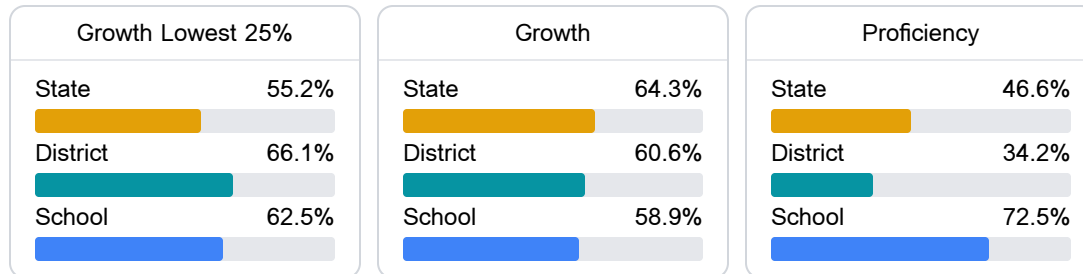 Growth Lowest 25%
State 55.2%
District 66.1%
School 62.5%
Growth
State 64.3%
District 60.6%
School 58.9%
Proficiency
State 46.6%
District 34.2%
School 72.5%